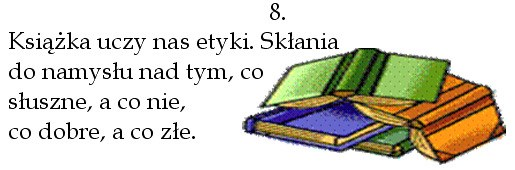 8.
Książka uczy nas etyki. Skłania
do namysłu nad tym, co
słuszne, a co nie,
co dobre, a co złe.